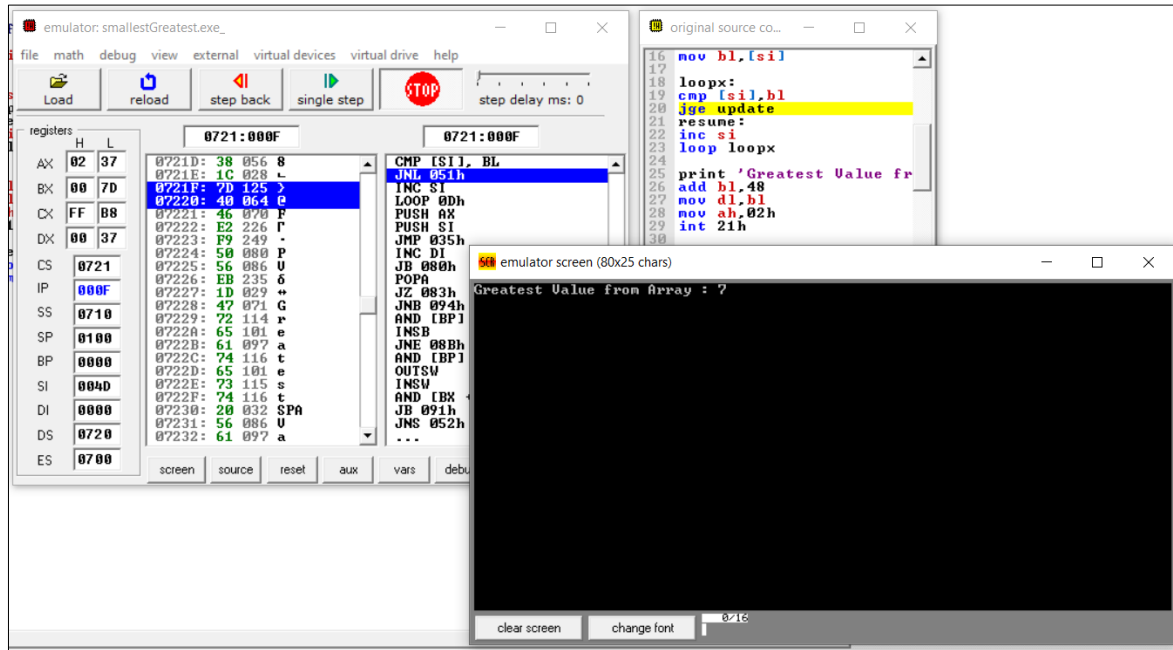 emulator: smallestGreatest.exe_
file math debug view external virtual devices virtual drive help
Load reload step back single step STOP step delay ms: 0
registers
H L
AX 02 37
BX 00 7D
CX FF B8
DX 00 37
CS 0721
IP 000F
SS 0710
SP 0100
BP 0000
SI 004D
DI 0000
DS 0720
ES 0700
0721:000F 0721:000F
0721D: 38 056 8
0721E: 1C 028 ∟
0721F: 7D 125 }
07220: 40 064 @
07221: 46 070 F
07222: E2 226 Γ
07223: F9 249 ·
07224: 50 080 P
07225: 56 086 V
07226: EB 235 δ
07227: 1D 029 ↔
07228: 47 071 G
07229: 72 114 r
0722A: 65 101 e
0722B: 61 097 a
0722C: 74 116 t
0722D: 65 101 e
0722E: 73 115 s
0722F: 74 116 t
07230: 20 032 SPA
07231: 56 086 V
07232: 61 097 a
CMP [SI], BL
JNL 051h
INC SI
LOOP 0Dh
PUSH AX
PUSH SI
JMP 035h
INC DI
JB 080h
POPA
JZ 083h
JNB 094h
AND [BP]
INSB
JNE 08Bh
AND [BP]
OUTSW
INSW
AND [BX +
JB 091h
JNS 052h
...
screen source reset aux vars debu
original source co...
16 mov bl,[si]
17
18 loopx:
19 cmp [si],bl
20 jge update
21 resume:
22 inc si
23 loop loopx
24
25 print 'Greatest Value fr
26 add bl,48
27 mov dl,bl
28 mov ah,02h
29 int 21h
30
SCR emulator screen (80x25 chars)
Greatest Value from Array : 7
clear screen change font 0/16